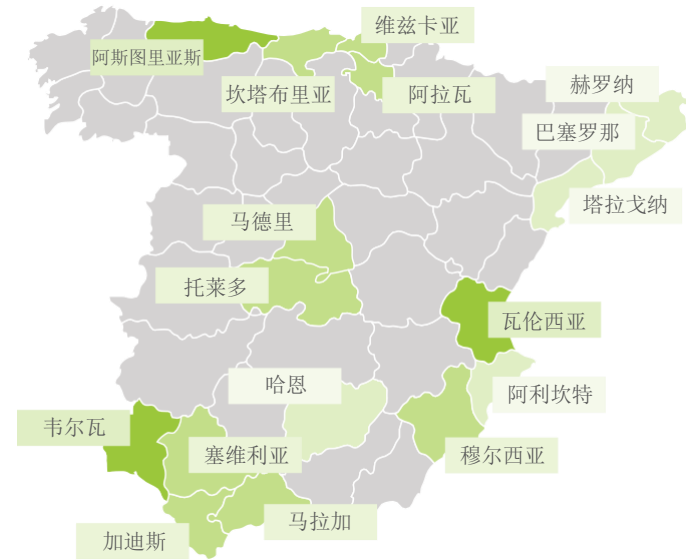 维兹卡亚
阿斯图里亚斯
坎塔布里亚
阿拉瓦
赫罗纳
巴塞罗那
塔拉戈纳
马德里
托莱多
瓦伦西亚
哈恩
阿利坎特
韦尔瓦
塞维利亚
穆尔西亚
马拉加
加迪斯